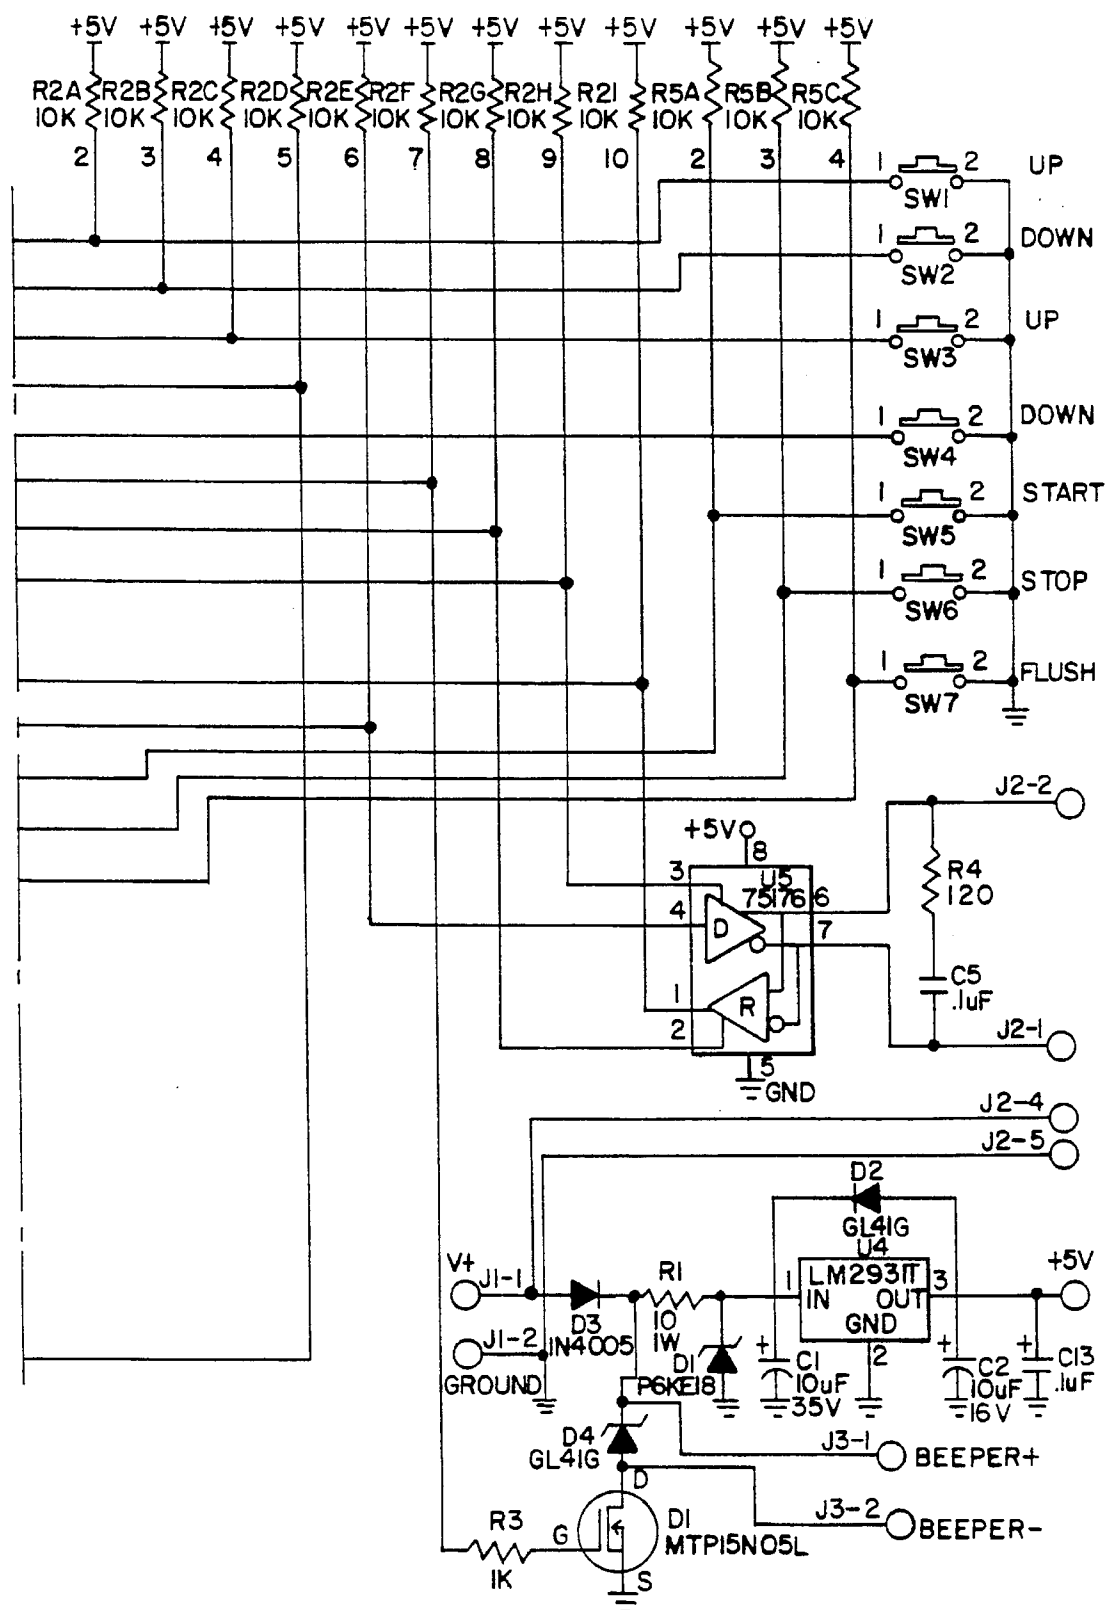 +5V +5V +5V +5V +5V +5V +5V +5V +5V +5V +5V +5V
R2A R2B R2C R2D R2E R2F R2G R2H R2I R5A R5B R5C
10K 10K 10K 10K 10K 10K 10K 10K 10K 10K 10K 10K
2 3 4 5 6 7 8 9 10 2 3 4
1 2 UP
SW1
1 2 DOWN
SW2
1 2 UP
SW3
1 2 DOWN
SW4
1 2 START
SW5
1 2 STOP
SW6
1 2 FLUSH
SW7
J2-2
+5V
8
3 U5
75176 6
4 D 7
R4
120
C5
.1uF
1 R
2
J2-1
5
GND
J2-4
J2-5
D2
GL41G
U4
V+ J1-1
R1
1 LM2931T 3
+5V
IN OUT
D3
1N4005
10
1W
GND
J1-2
GROUND
D1
P6KE18
+ C1
10uF
35V
2
+ C2
10uF
16V
+ C13
.1uF
D4
GL41G
J3-1
BEEPER+
D
J3-2
BEEPER-
R3
1K
G
D1
MTP15N05L
S